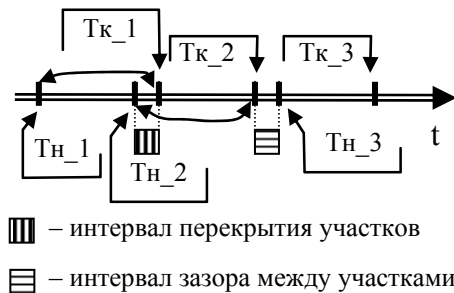 Тк_1
Тк_2
Тк_3
t
Тн_1
Тн_2
Тн_3
– интервал перекрытия участков
– интервал зазора между участками